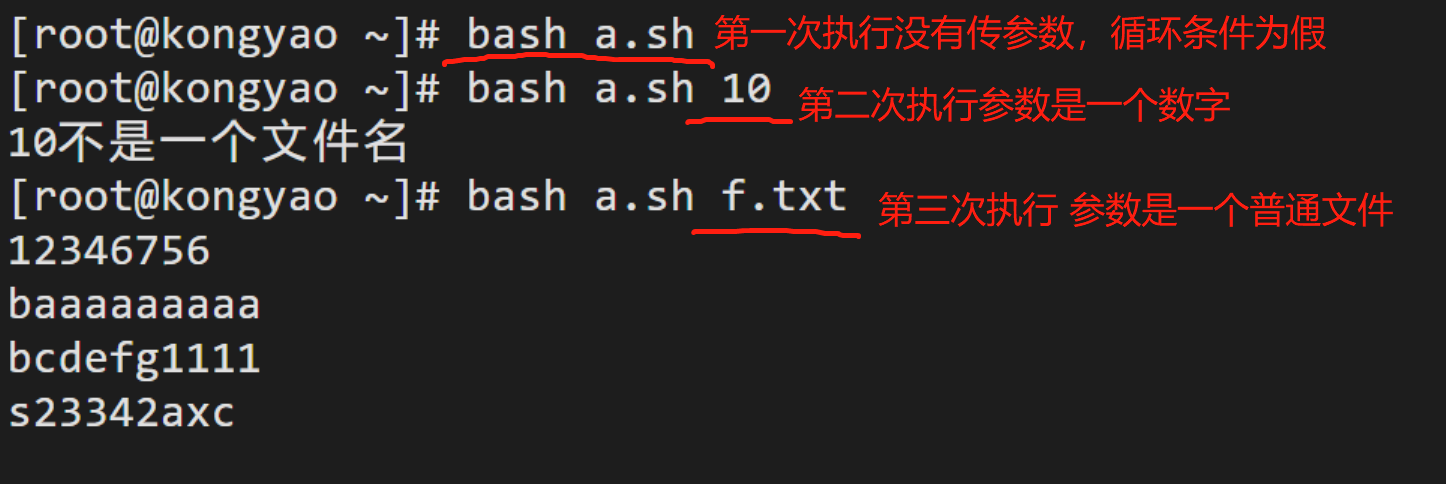 [root@kongyao ~]# bash a.sh 第一次执行没有传参数，循环条件为假
[root@kongyao ~]# bash a.sh 10 第二次执行参数是一个数字
10不是一个文件名
[root@kongyao ~]# bash a.sh f.txt 第三次执行 参数是一个普通文件
12346756
baaaaaaaaa
bcdefg1111
s23342axc